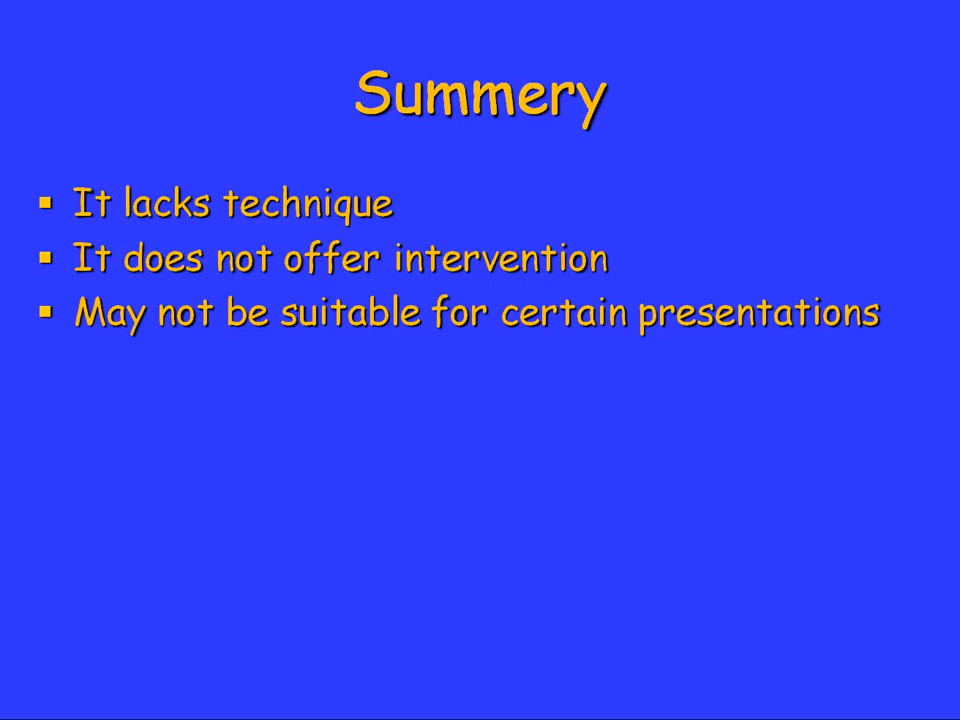 Summery
▪ It lacks technique
▪ It does not offer intervention
▪ May not be suitable for certain presentations